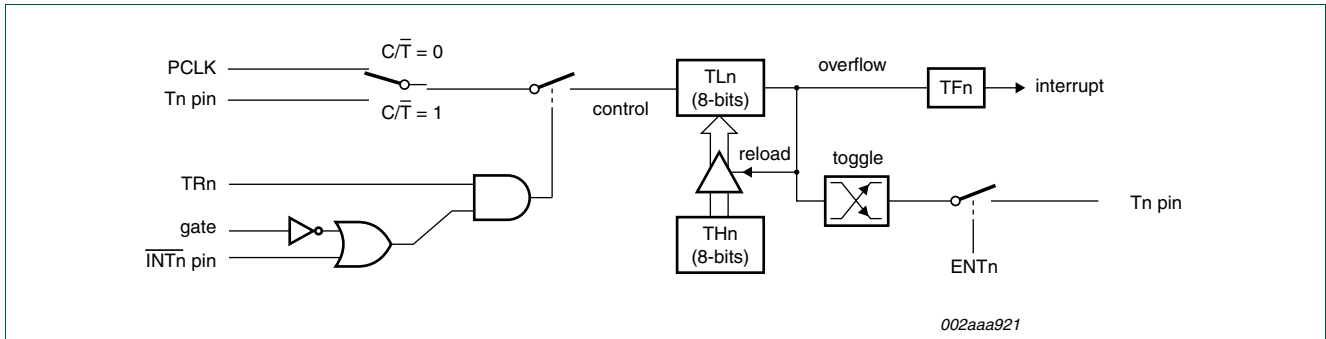 C/T̅ = 0
PCLK
Tn pin
C/T̅ = 1
TRn
gate
I̅N̅T̅n̅ pin
control
TLn
(8-bits)
overflow
TFn
interrupt
reload
toggle
THn
(8-bits)
Tn pin
ENTn
002aaa921